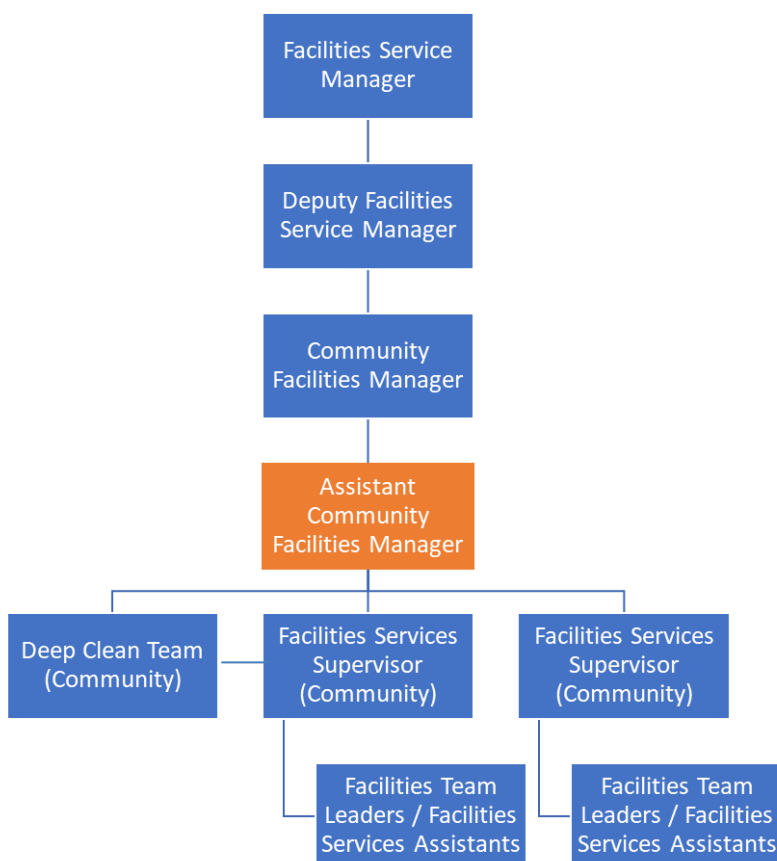 Facilities Service
Manager
Deputy Facilities
Service Manager
Community
Facilities Manager
Assistant
Community
Facilities Manager
Deep Clean Team
(Community)
Facilities Services
Supervisor
(Community)
Facilities Services
Supervisor
(Community)
Facilities Team
Leaders / Facilities
Services Assistants
Facilities Team
Leaders / Facilities
Services Assistants